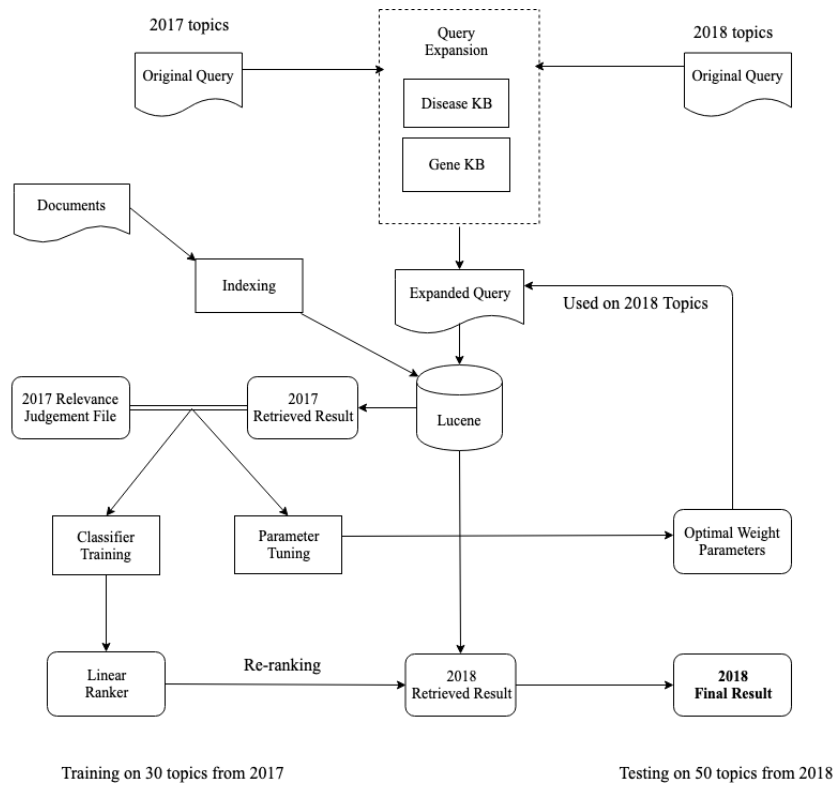 2017 topics
Query
Expansion
2018 topics
Original Query
Original Query
Disease KB
Gene KB
Documents
Indexing
Expanded Query
Used on 2018 Topics
2017 Relevance
Judgement File
2017
Retrieved Result
Lucene
Classifier
Training
Parameter
Tuning
Optimal Weight
Parameters
Linear
Ranker
Re-ranking
2018
Retrieved Result
2018
Final Result
Training on 30 topics from 2017
Testing on 50 topics from 2018